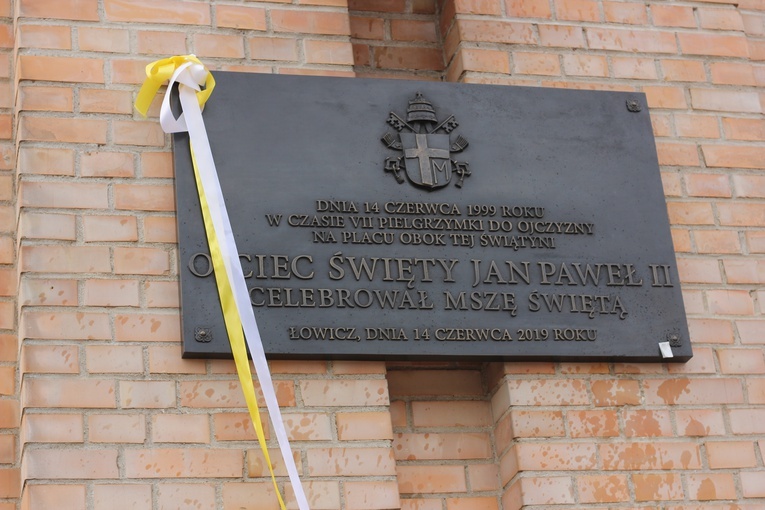 M
DNIA 14 CZERWCA 1999 ROKU
W CZASIE VII PIELGRZYMKI DO OJCZYZNY
NA PLACU OBOK TEJ ŚWIĄTYNI
OJCIEC ŚWIĘTY JAN PAWEŁ II
CELEBROWAŁ MSZĘ ŚWIĘTĄ
ŁOWICZ, DNIA 14 CZERWCA 2019 ROKU